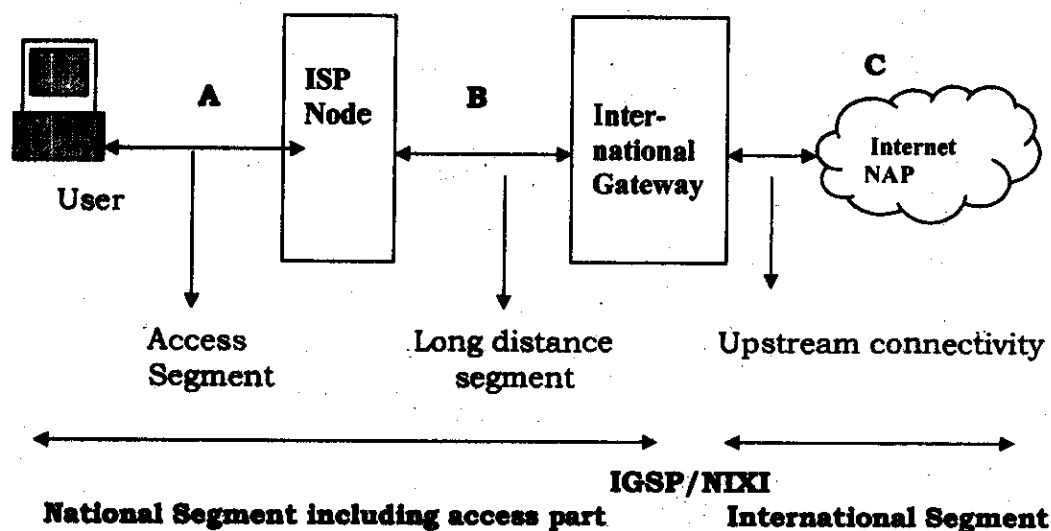 A
ISP
Node
B
Inter-
national
Gateway
C
Internet
NAP
User
Access
Segment
Long distance
segment
Upstream connectivity
IGSP/NIXI
National Segment including access part
International Segment